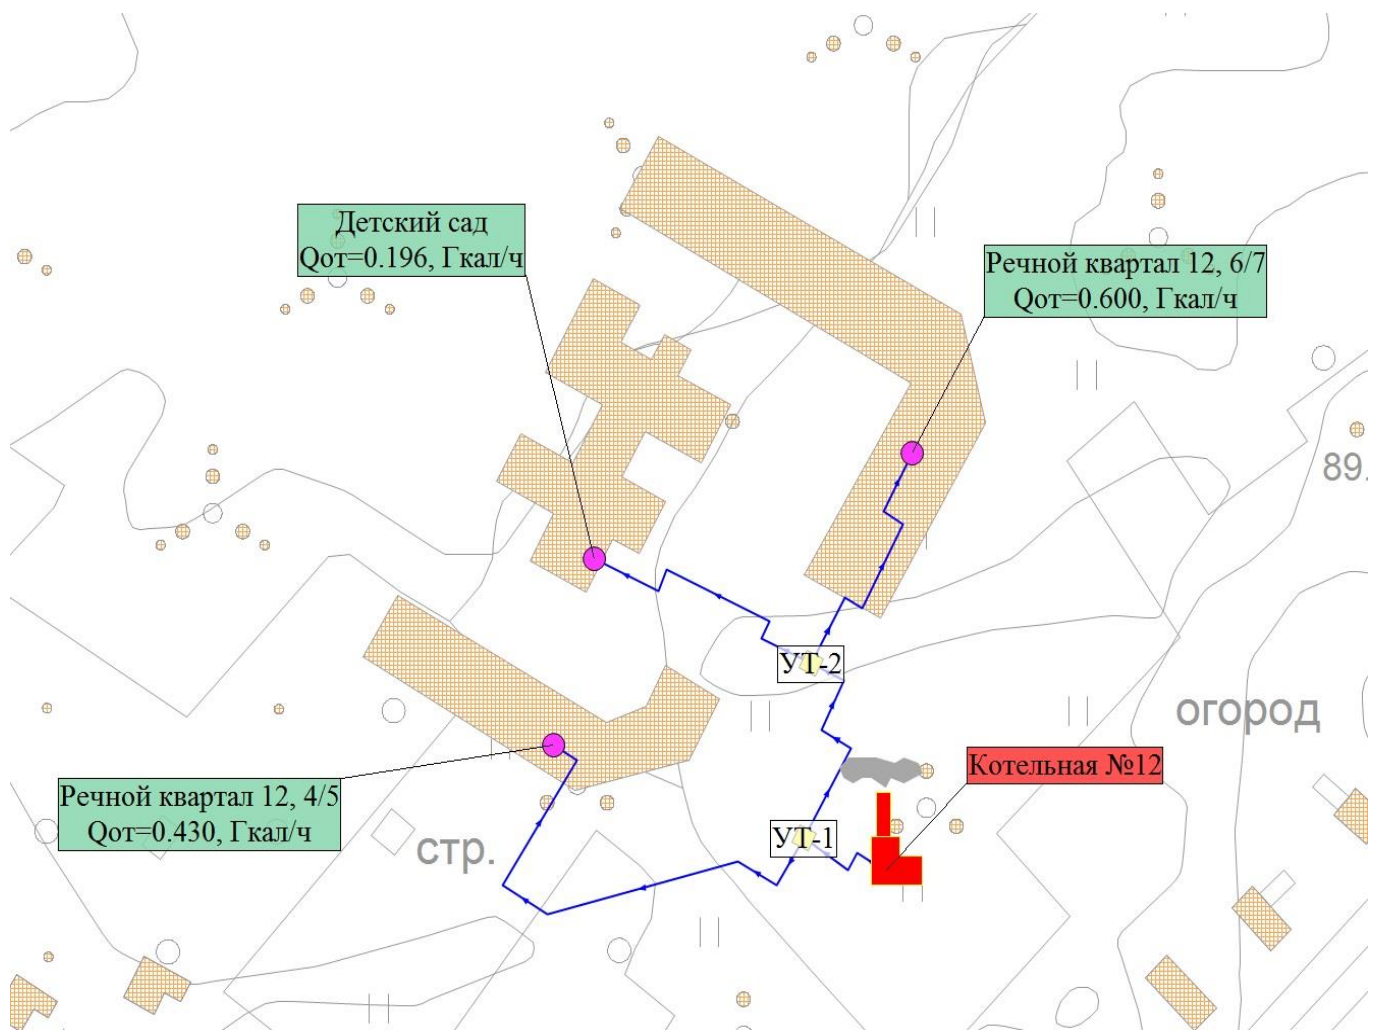 Детский сад
Qот=0.196, Гкал/ч
Речной квартал 12, 6/7
Qот=0.600, Гкал/ч
89.
УТ-2
огород
Котельная №12
Речной квартал 12, 4/5
Qот=0.430, Гкал/ч
УТ-1
стр.